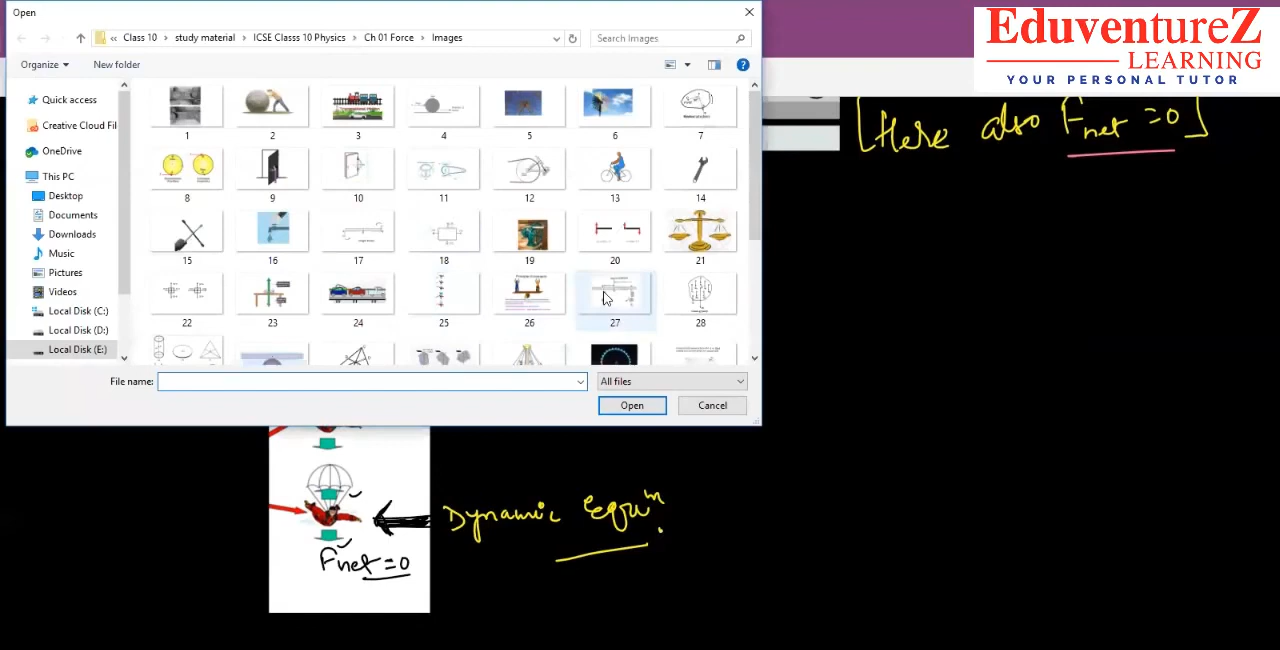 Open
EduventureZ
LEARNING
YOUR PERSONAL TUTOR
« Class 10 > study material > ICSE Classs 10 Physics > Ch 01 Force > Images
Search Images
Organize
New folder
Quick access
Creative Cloud Fil
OneDrive
This PC
Desktop
Documents
Downloads
Music
Pictures
Videos
Local Disk (C:)
Local Disk (D:)
Local Disk (E:)
1 2 3 4 5 6 7
8 9 10 11 12 13 14
15 16 17 18 19 20 21
22 23 24 25 26 27 28
File name:
All files
Open
Cancel
[Here also Fnet = 0]
Dynamic Equi^m
Fnet = 0